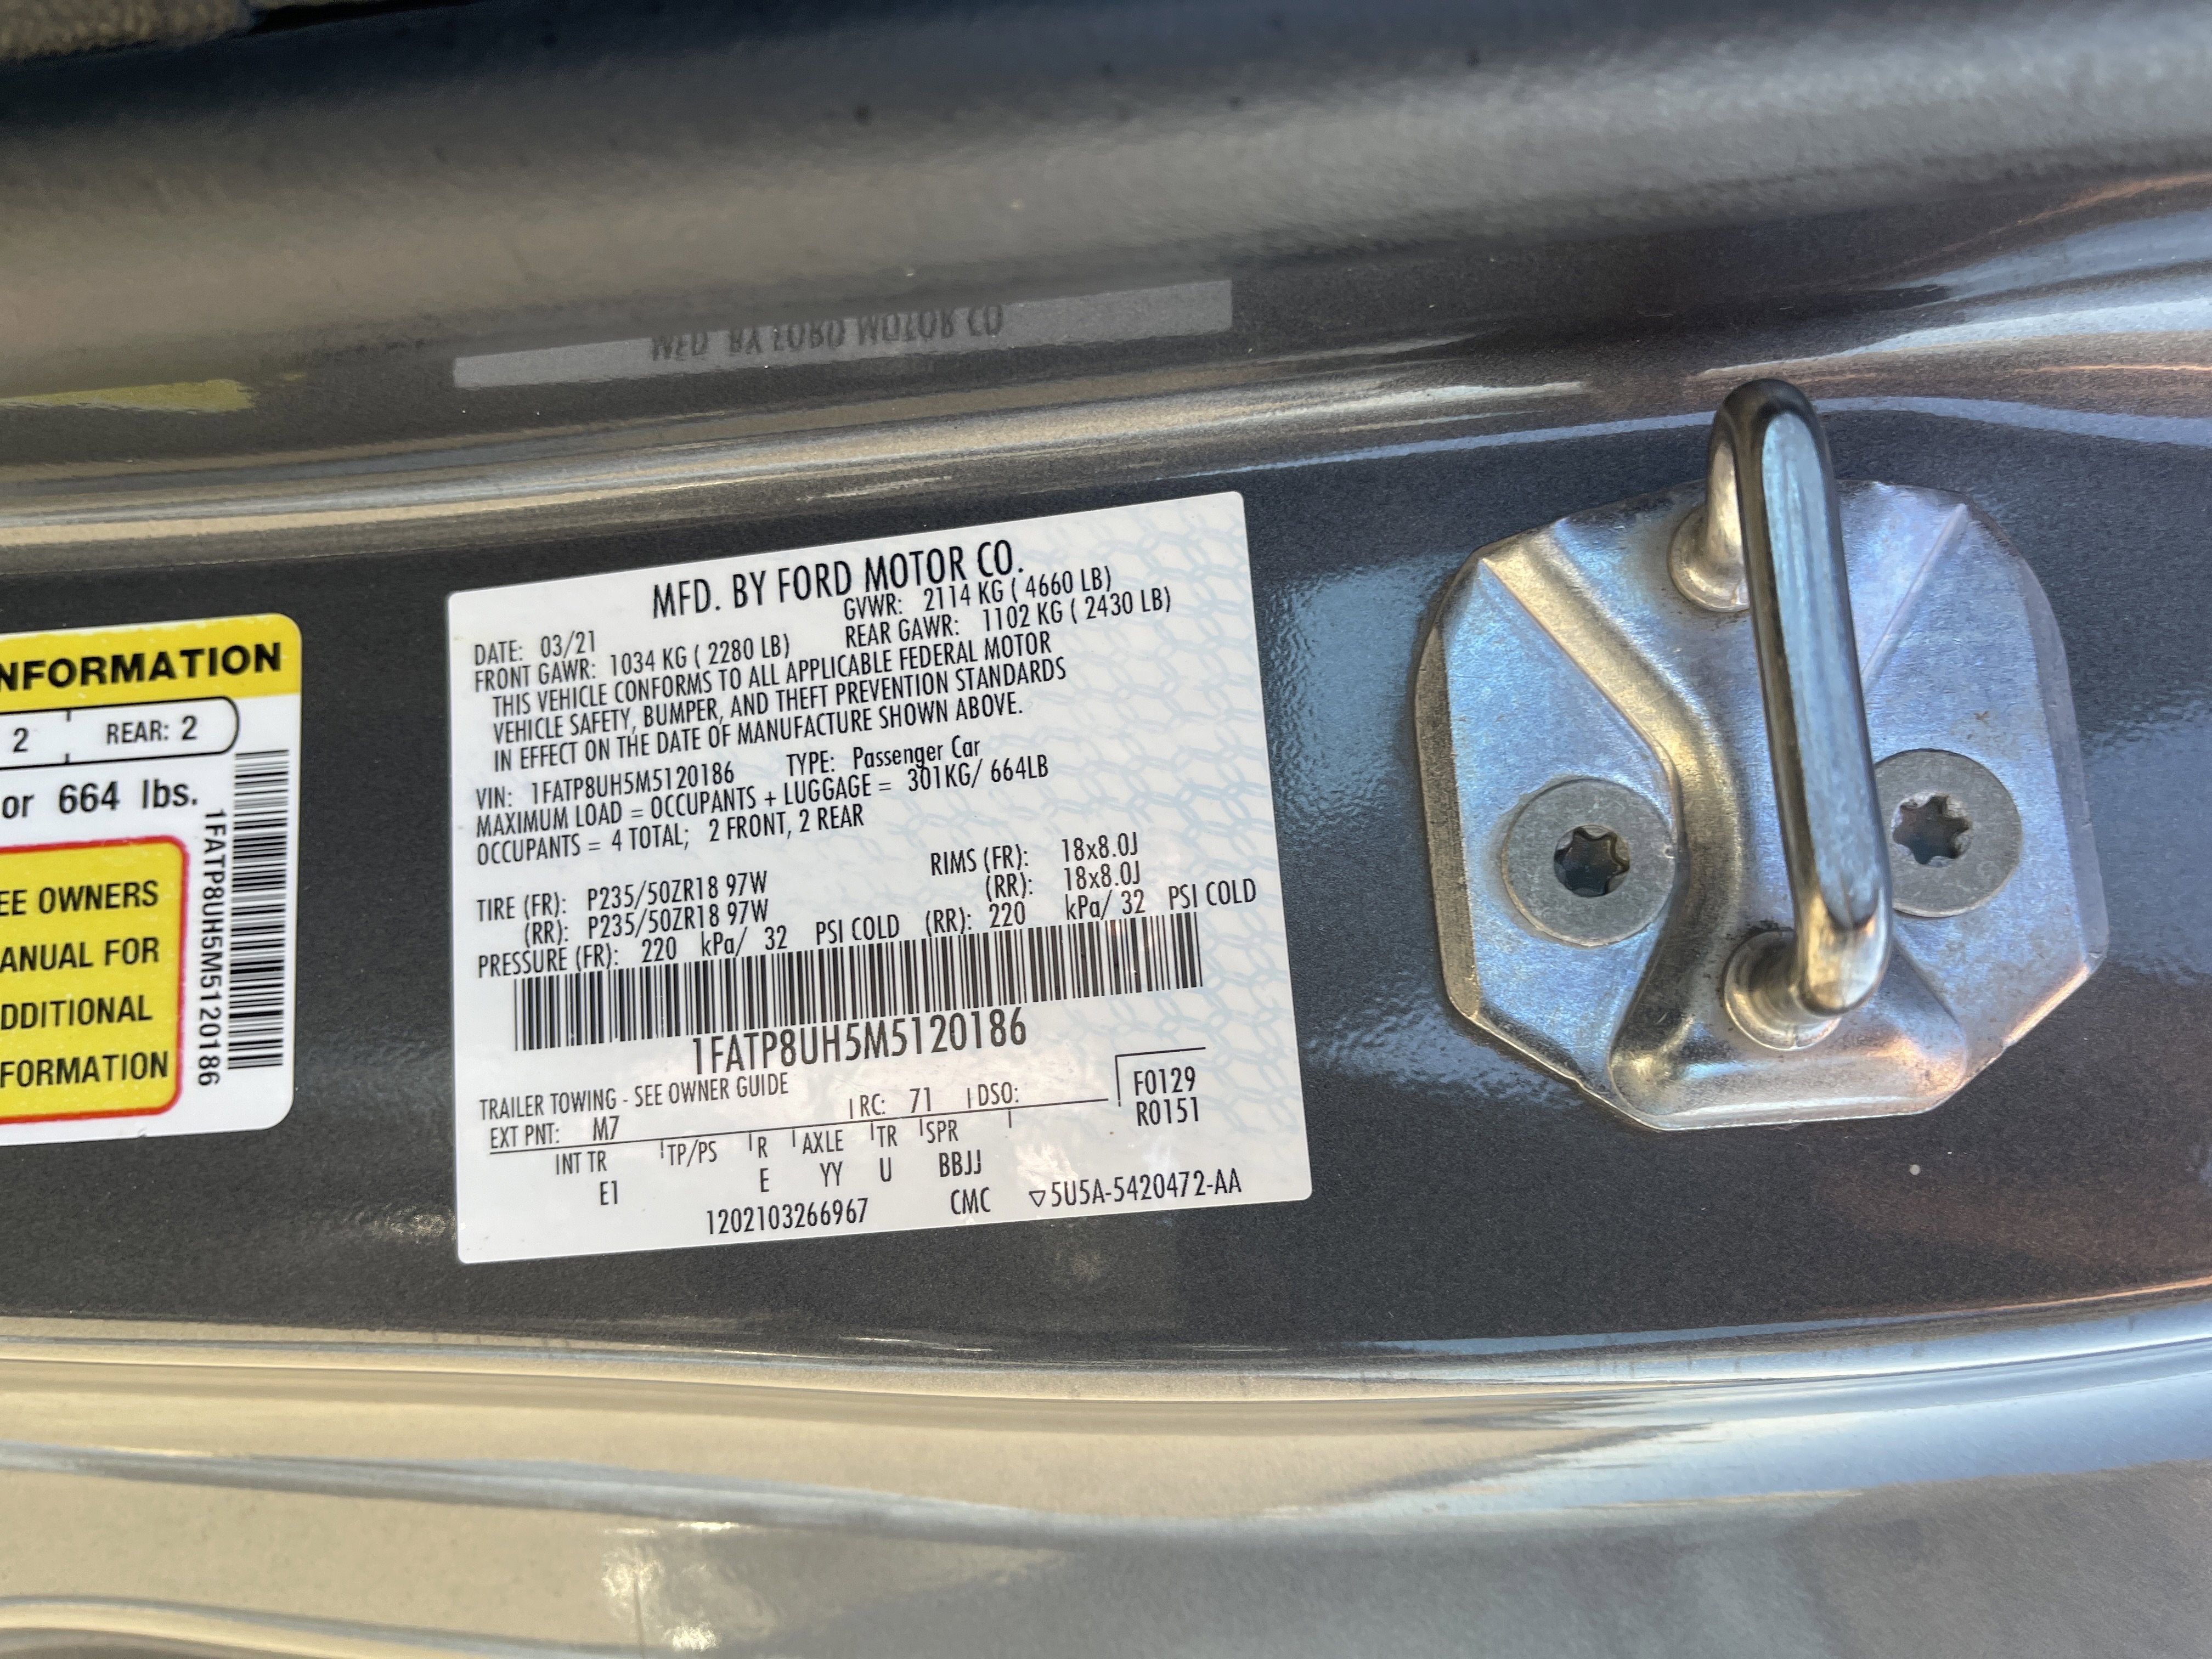 MFD. BY FORD MOTOR CO.
DATE: 03/21 GVWR: 2114 KG ( 4660 LB)
FRONT GAWR: 1034 KG ( 2280 LB) REAR GAWR: 1102 KG ( 2430 LB)
THIS VEHICLE CONFORMS TO ALL APPLICABLE FEDERAL MOTOR
VEHICLE SAFETY, BUMPER, AND THEFT PREVENTION STANDARDS
IN EFFECT ON THE DATE OF MANUFACTURE SHOWN ABOVE.
VIN: 1FATP8UH5M5120186 TYPE: Passenger Car
MAXIMUM LOAD = OCCUPANTS + LUGGAGE = 301KG/ 664LB
OCCUPANTS = 4 TOTAL; 2 FRONT, 2 REAR
TIRE (FR): P235/50ZR18 97W RIMS (FR): 18x8.0J
(RR): P235/50ZR18 97W (RR): 18x8.0J
PRESSURE (FR): 220 kPa/ 32 PSI COLD (RR): 220 kPa/ 32 PSI COLD
1FATP8UH5M5120186
TRAILER TOWING - SEE OWNER GUIDE
F0129
EXT PNT: M7 RC: 71 DSO:
R0151
INT TR TP/PS R AXLE TR SPR
E1 E YY U BBJJ
1202103266967 CMC ▽5U5A-5420472-AA
NFORMATION
2 REAR: 2
or 664 lbs.
EE OWNERS
ANUAL FOR
DDITIONAL
FORMATION
1FATP8UH5M5120186